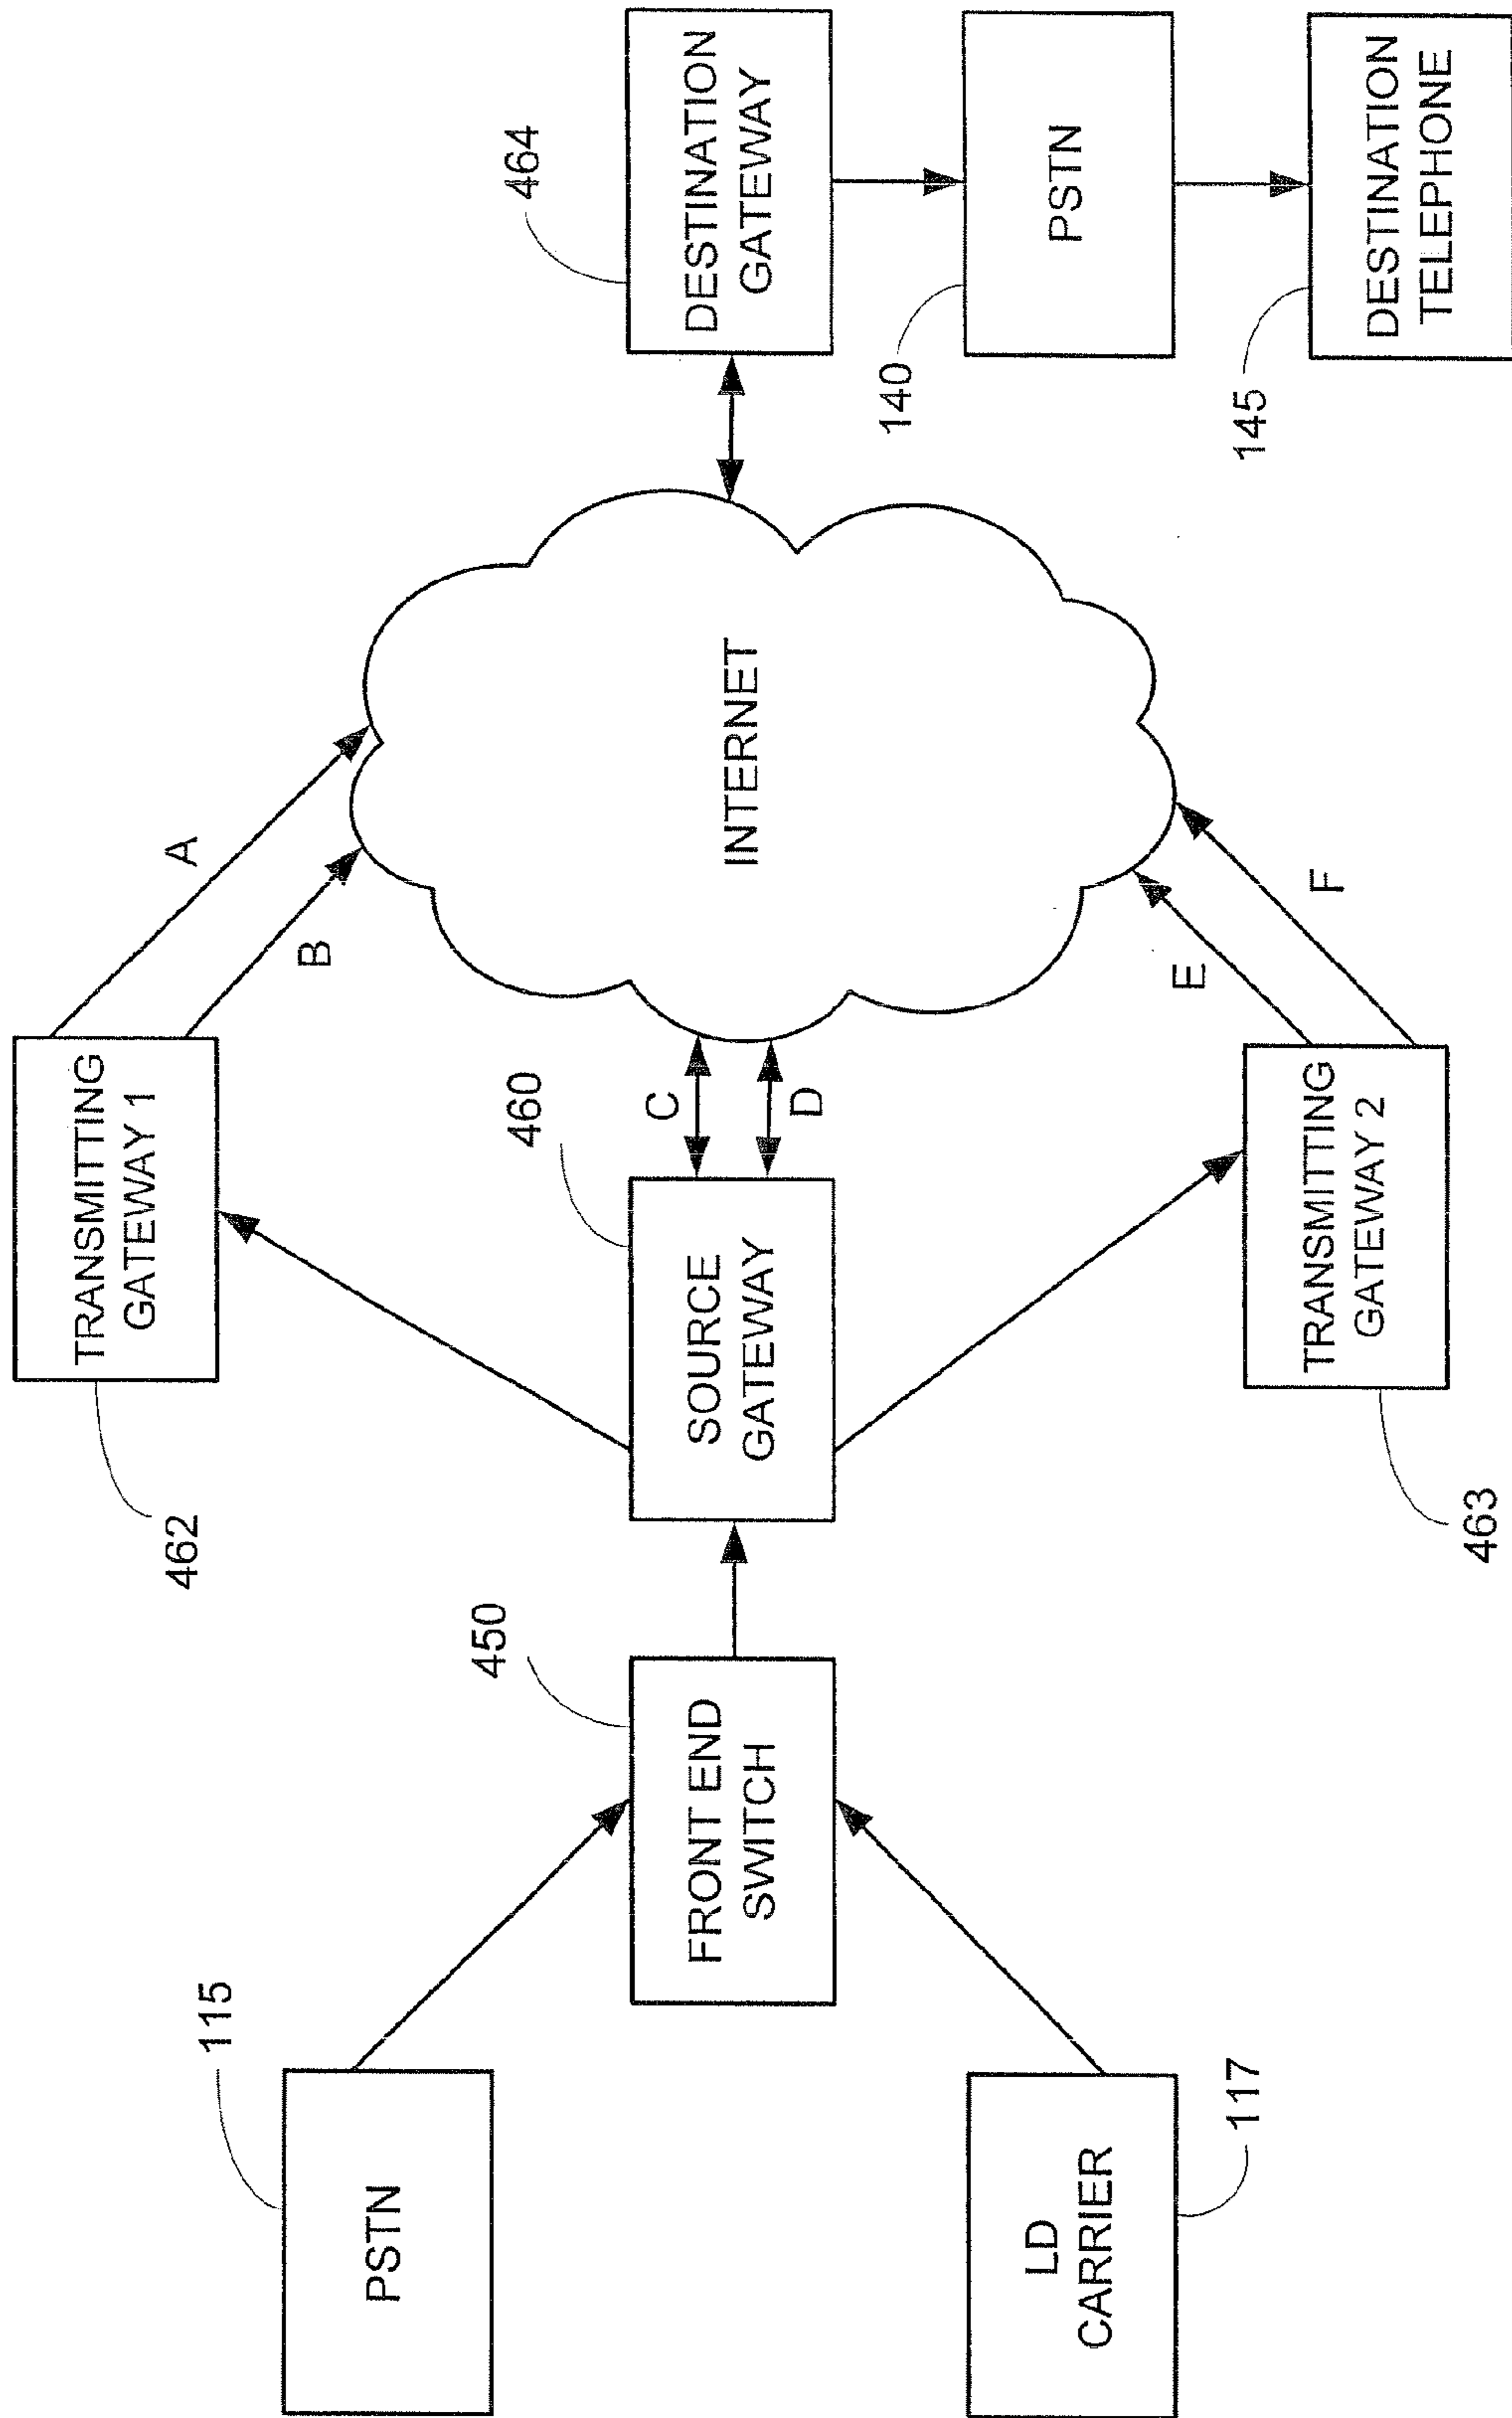 115
PSTN
LD
CARRIER
117
450
FRONT END
SWITCH
462
TRANSMITTING
GATEWAY 1
460
SOURCE
GATEWAY
463
TRANSMITTING
GATEWAY 2
A
B
C
D
E
F
INTERNET
464
DESTINATION
GATEWAY
140
PSTN
145
DESTINATION
TELEPHONE